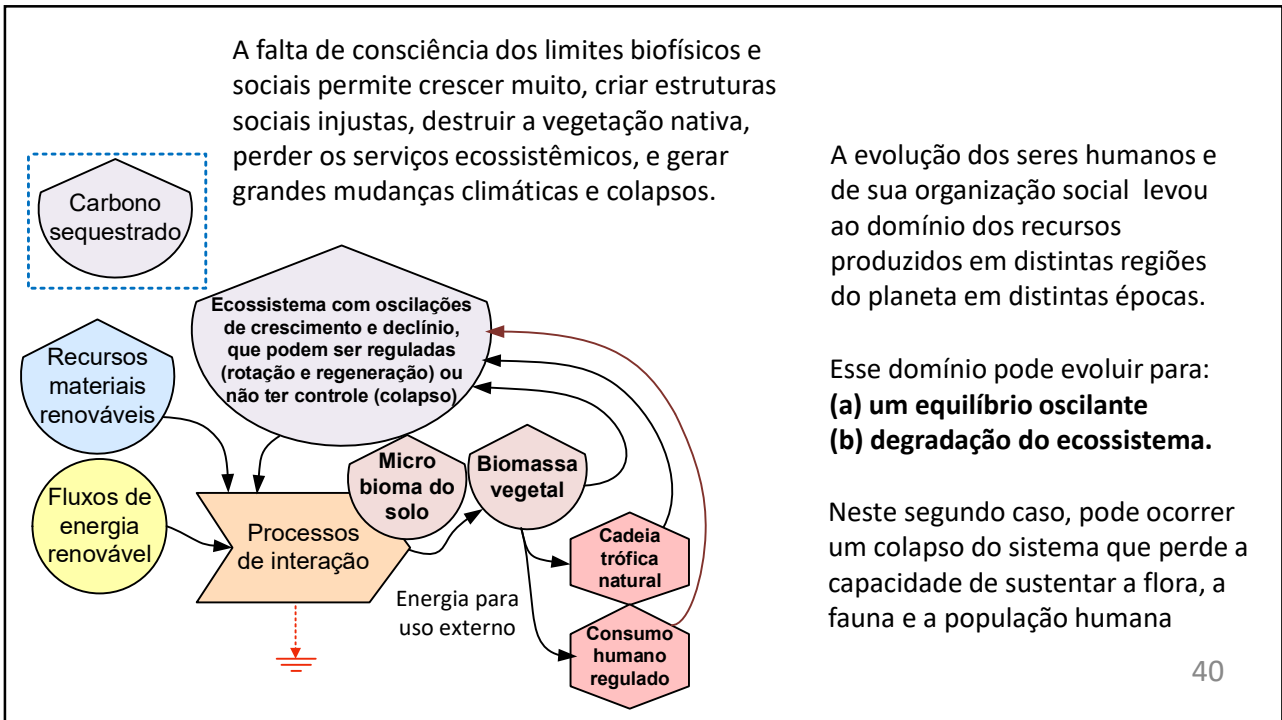 A falta de consciência dos limites biofísicos e
sociais permite crescer muito, criar estruturas
sociais injustas, destruir a vegetação nativa,
perder os serviços ecossistêmicos, e gerar
grandes mudanças climáticas e colapsos.
Carbono
sequestrado
Ecossistema com oscilações
de crescimento e declínio,
que podem ser reguladas
(rotação e regeneração) ou
não ter controle (colapso)
Recursos
materiais
renováveis
Fluxos de
energia
renovável
Processos
de interação
Micro
bioma do
solo
Biomassa
vegetal
Energia para
uso externo
Cadeia
trófica
natural
Consumo
humano
regulado
A evolução dos seres humanos e
de sua organização social levou
ao domínio dos recursos
produzidos em distintas regiões
do planeta em distintas épocas.
Esse domínio pode evoluir para:
(a) um equilíbrio oscilante
(b) degradação do ecossistema.
Neste segundo caso, pode ocorrer
um colapso do sistema que perde a
capacidade de sustentar a flora, a
fauna e a população humana
40